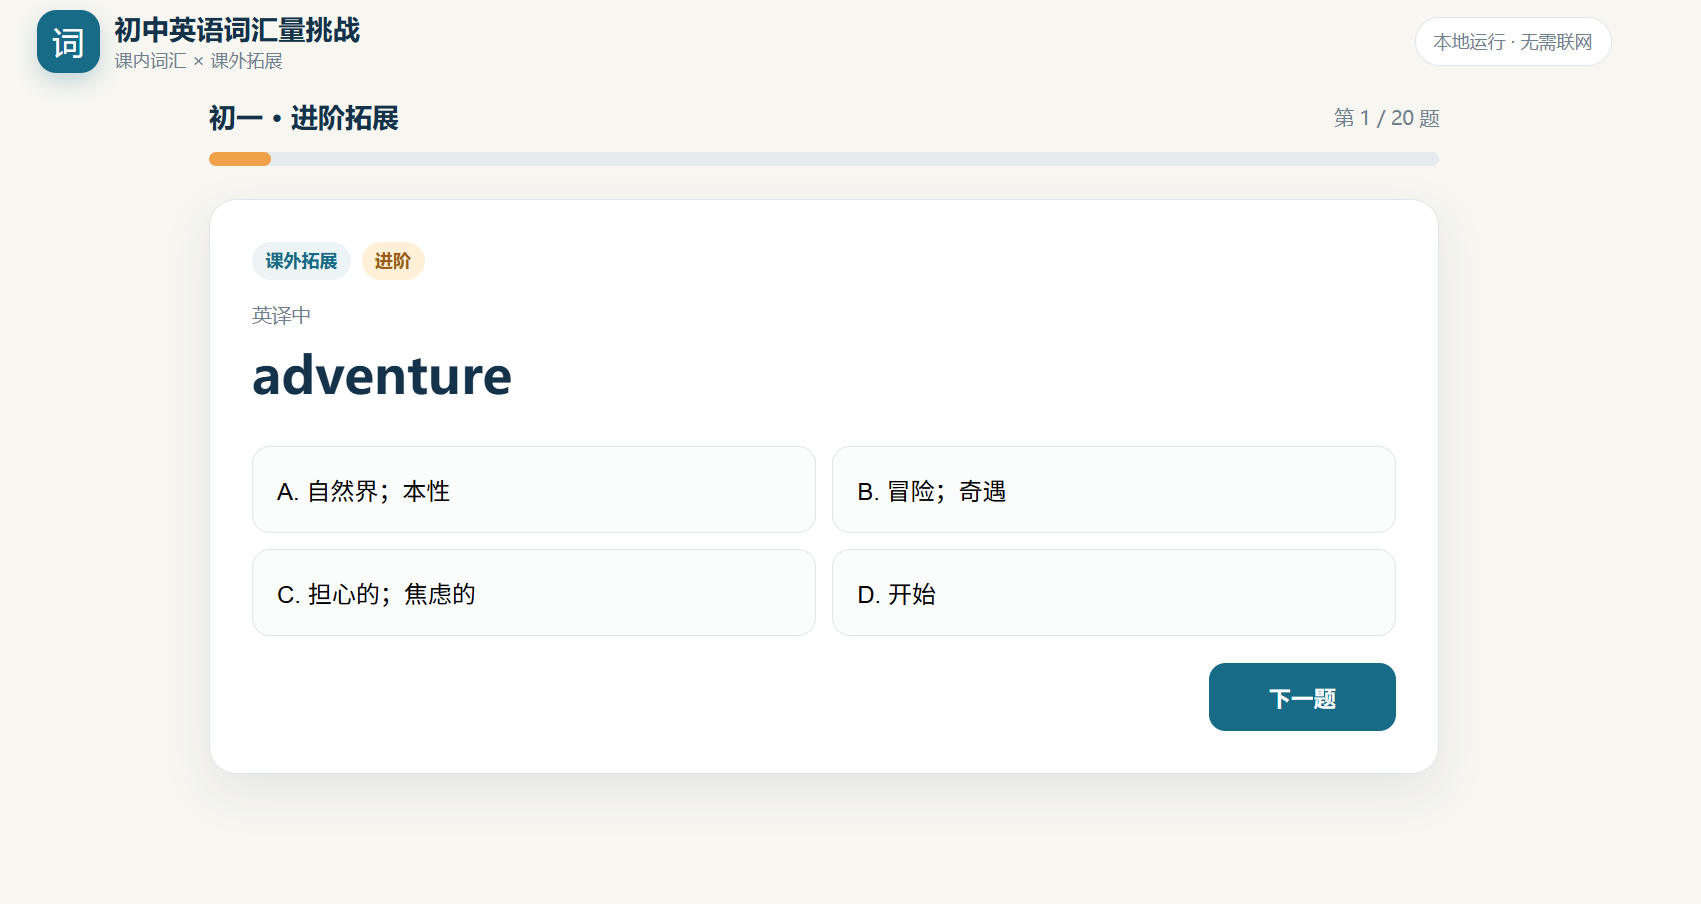 词
初中英语词汇量挑战
课内词汇 × 课外拓展
本地运行 · 无需联网
初一 • 进阶拓展
第 1 / 20 题
课外拓展
进阶
英译中
adventure
A. 自然界；本性
B. 冒险；奇遇
C. 担心的；焦虑的
D. 开始
下一题